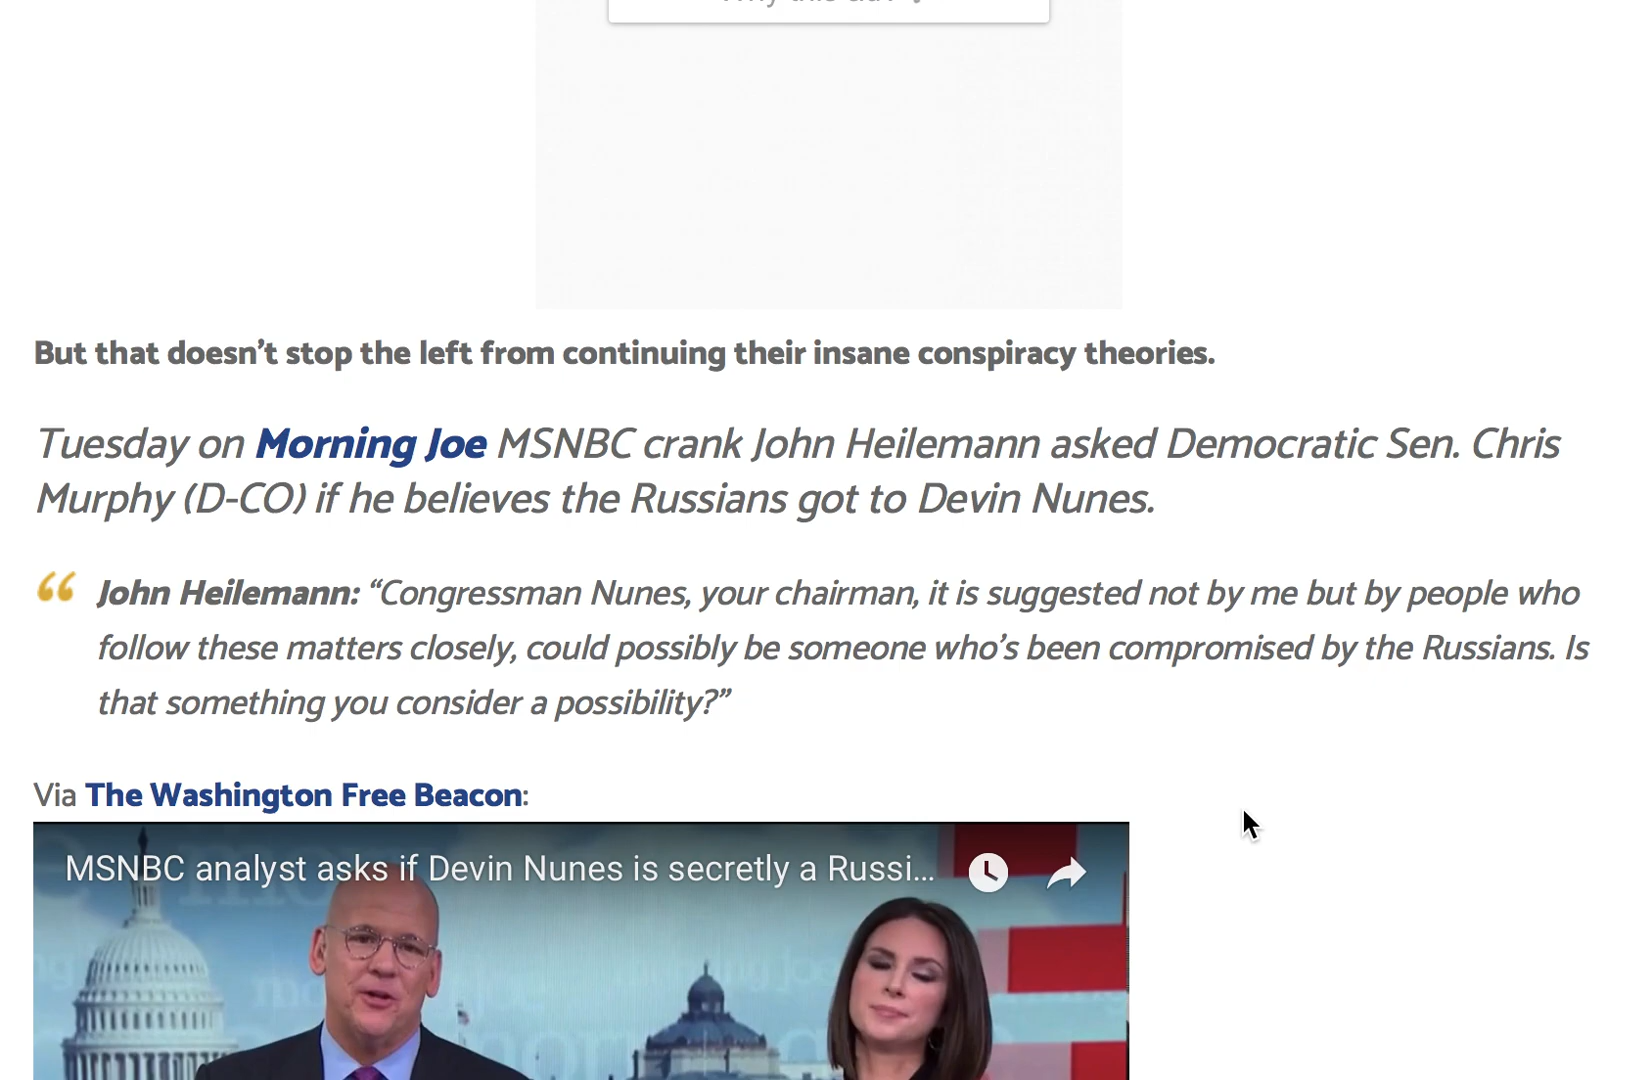 But that doesn’t stop the left from continuing their insane conspiracy theories.
Tuesday on Morning Joe MSNBC crank John Heilemann asked Democratic Sen. Chris
Murphy (D-CO) if he believes the Russians got to Devin Nunes.
“ John Heilemann: “Congressman Nunes, your chairman, it is suggested not by me but by people who
follow these matters closely, could possibly be someone who’s been compromised by the Russians. Is
that something you consider a possibility?”
Via The Washington Free Beacon:
MSNBC analyst asks if Devin Nunes is secretly a Russi...